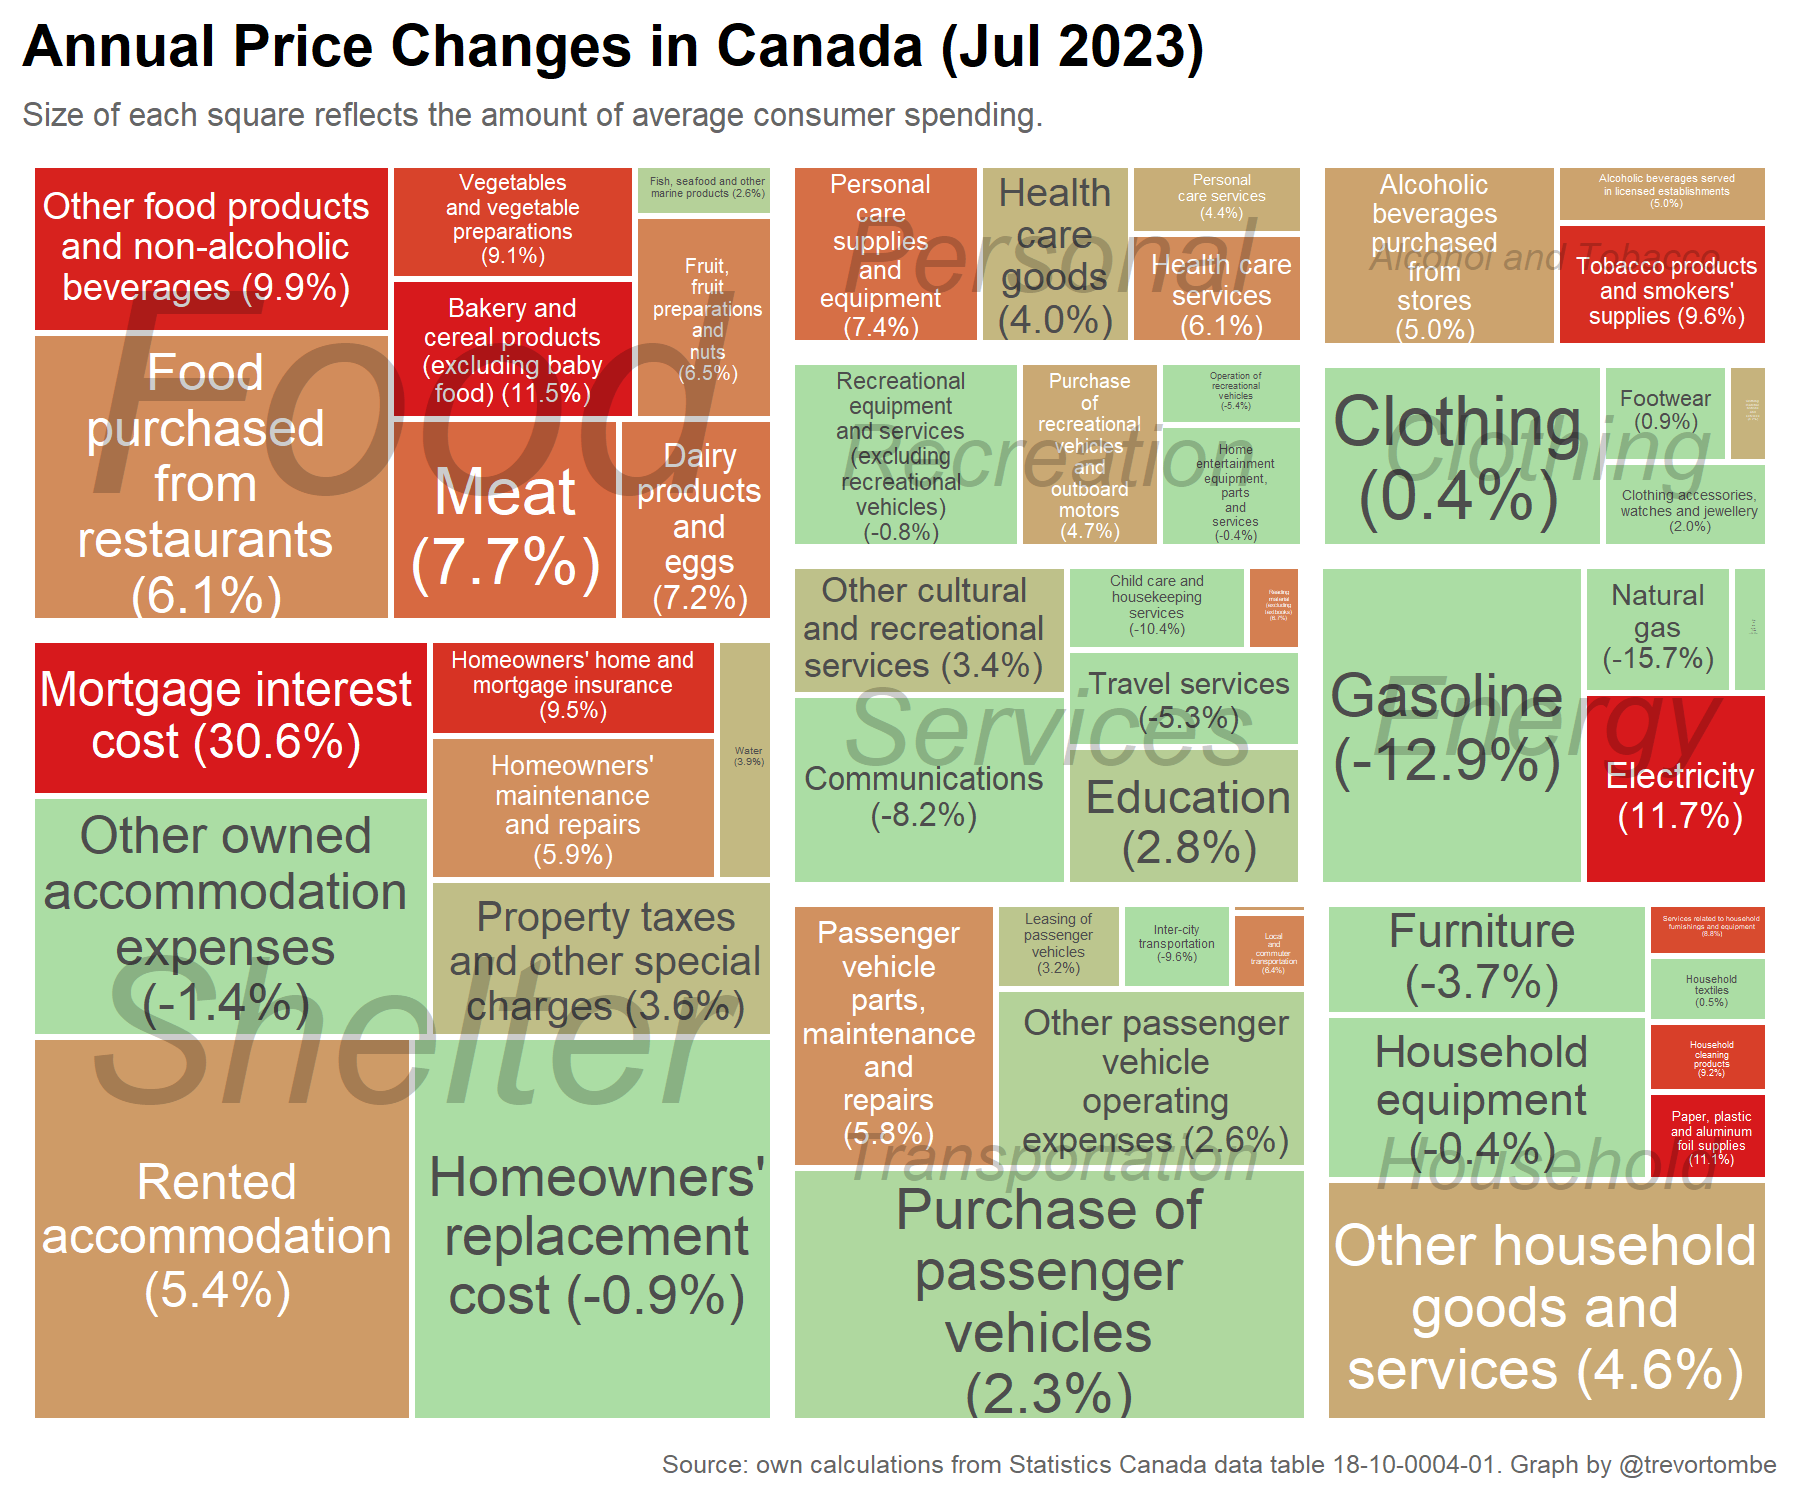 Annual Price Changes in Canada (Jul 2023)
Size of each square reflects the amount of average consumer spending.
Food
Other food products
and non-alcoholic
beverages (9.9%)
Food
purchased
from
restaurants
(6.1%)
Vegetables
and vegetable
preparations
(9.1%)
Bakery and
cereal products
(excluding baby
food) (11.5%)
Fish, seafood and other
marine products (2.6%)
Fruit,
fruit
preparations
and
nuts
(6.5%)
Meat
(7.7%)
Dairy
products
and
eggs
(7.2%)
Shelter
Mortgage interest
cost (30.6%)
Other owned
accommodation
expenses
(-1.4%)
Homeowners' home and
mortgage insurance
(9.5%)
Homeowners'
maintenance
and repairs
(5.9%)
Water
(3.9%)
Property taxes
and other special
charges (3.6%)
Rented
accommodation
(5.4%)
Homeowners'
replacement
cost (-0.9%)
Personal
Personal
care
supplies
and
equipment
(7.4%)
Health
care
goods
(4.0%)
Personal
care services
(4.4%)
Health care
services
(6.1%)
Recreation
Recreational
equipment
and services
(excluding
recreational
vehicles)
(-0.8%)
Purchase
of
recreational
vehicles
and
outboard
motors
(4.7%)
Operation of
recreational
vehicles
(-5.4%)
Home
entertainment
equipment,
parts
and
services
(-0.4%)
Services
Other cultural
and recreational
services (3.4%)
Communications
(-8.2%)
Child care and
housekeeping
services
(-10.4%)
Reading
material
(excluding
textbooks)
(6.7%)
Travel services
(-5.3%)
Education
(2.8%)
Transportation
Passenger
vehicle
parts,
maintenance
and
repairs
(5.8%)
Leasing of
passenger
vehicles
(3.2%)
Inter-city
transportation
(-9.6%)
Local
and
commuter
transportation
(6.4%)
Other passenger
vehicle
operating
expenses (2.6%)
Purchase of
passenger
vehicles
(2.3%)
Alcohol and Tobacco
Alcoholic
beverages
purchased
from
stores
(5.0%)
Alcoholic beverages served
in licensed establishments
(5.0%)
Tobacco products
and smokers'
supplies (9.6%)
Clothing
Clothing
(0.4%)
Footwear
(0.9%)
Clothing accessories,
watches and jewellery
(2.0%)
Energy
Gasoline
(-12.9%)
Natural
gas
(-15.7%)
Electricity
(11.7%)
Household
Furniture
(-3.7%)
Household
equipment
(-0.4%)
Services related to household
furnishings and equipment
(8.8%)
Household
textiles
(0.5%)
Household
cleaning
products
(9.2%)
Paper, plastic
and aluminum
foil supplies
(11.1%)
Other household
goods and
services (4.6%)
Source: own calculations from Statistics Canada data table 18-10-0004-01. Graph by @trevortombe